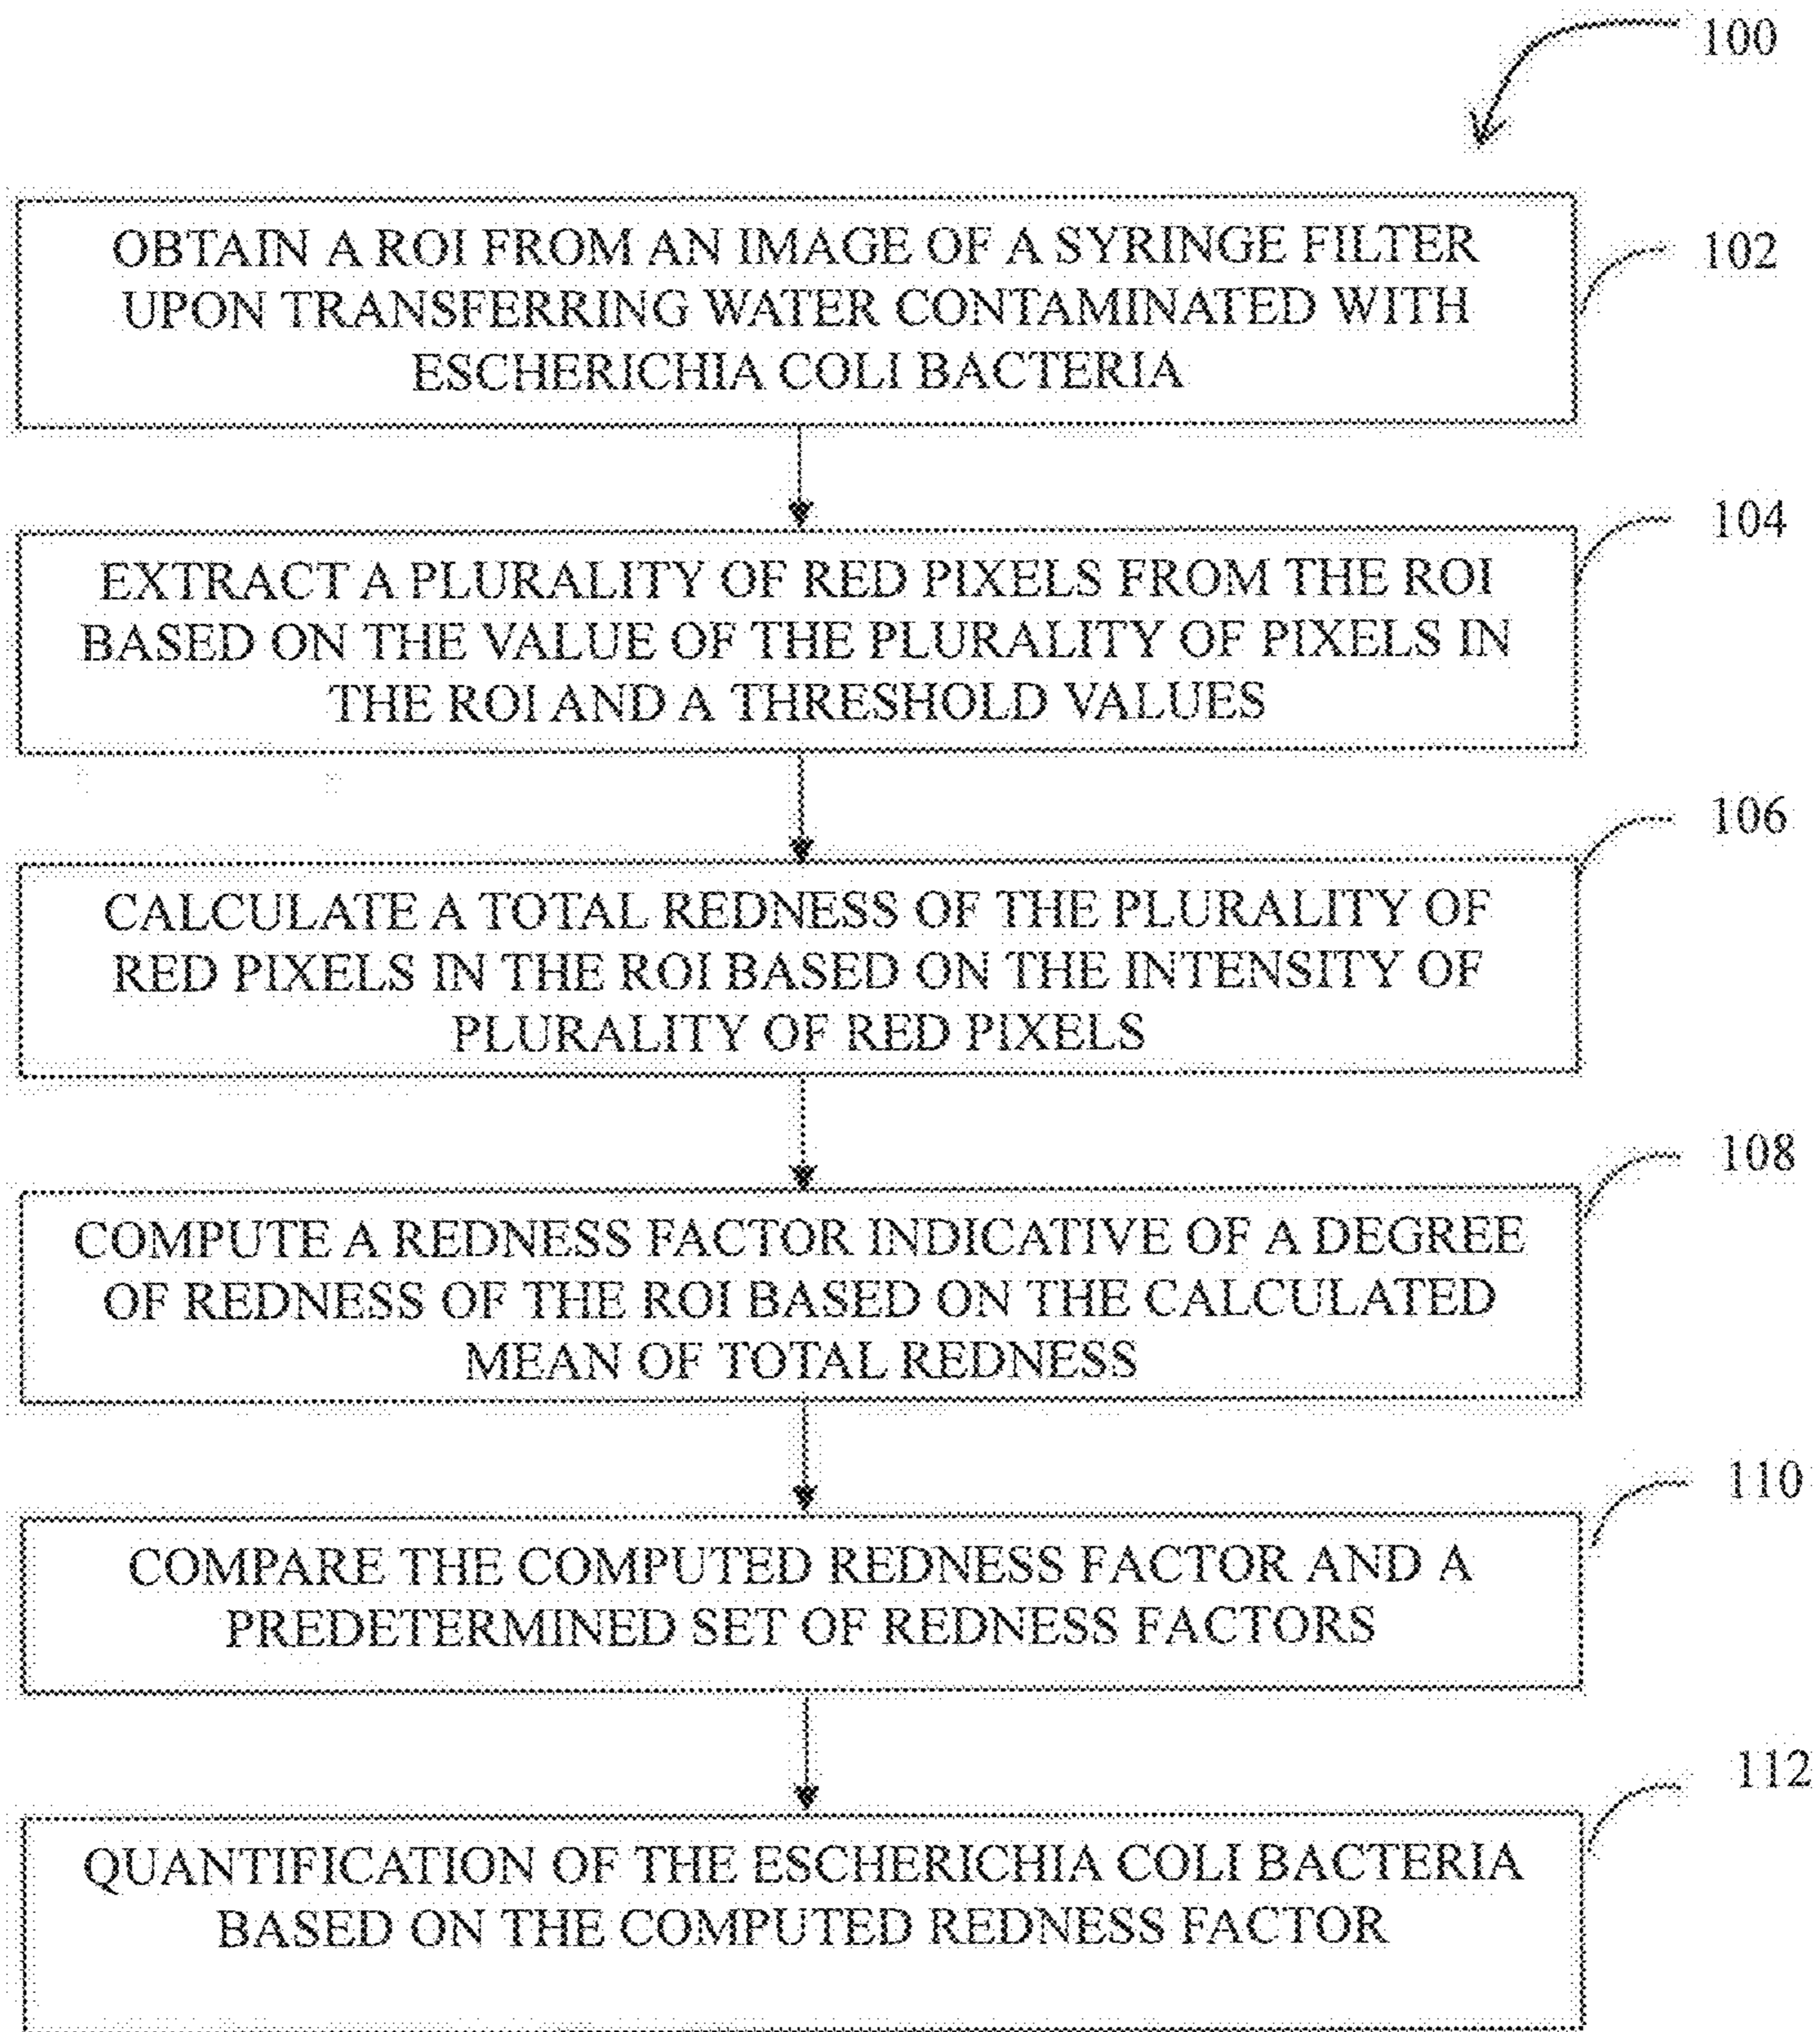 100
OBTAIN A ROI FROM AN IMAGE OF A SYRINGE FILTER
UPON TRANSFERRING WATER CONTAMINATED WITH
ESCHERICHIA COLI BACTERIA
102
EXTRACT A PLURALITY OF RED PIXELS FROM THE ROI
BASED ON THE VALUE OF THE PLURALITY OF PIXELS IN
THE ROI AND A THRESHOLD VALUES
104
CALCULATE A TOTAL REDNESS OF THE PLURALITY OF
RED PIXELS IN THE ROI BASED ON THE INTENSITY OF
PLURALITY OF RED PIXELS
106
COMPUTE A REDNESS FACTOR INDICATIVE OF A DEGREE
OF REDNESS OF THE ROI BASED ON THE CALCULATED
MEAN OF TOTAL REDNESS
108
COMPARE THE COMPUTED REDNESS FACTOR AND A
PREDETERMINED SET OF REDNESS FACTORS
110
QUANTIFICATION OF THE ESCHERICHIA COLI BACTERIA
BASED ON THE COMPUTED REDNESS FACTOR
112